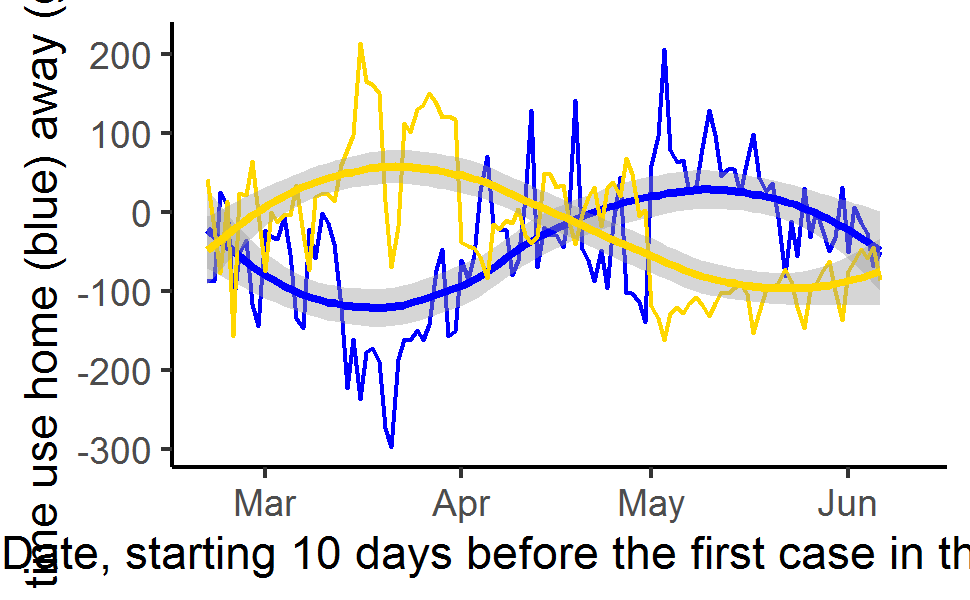 time use home (blue) away (
200
100
0
-100
-200
-300
Mar Apr May Jun
Date, starting 10 days before the first case in th